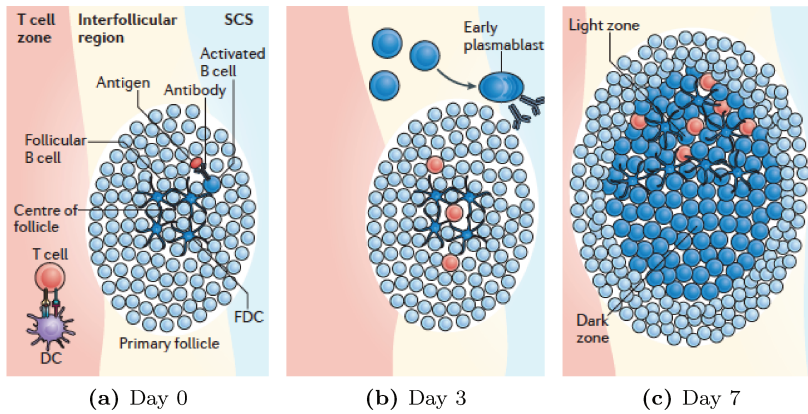 T cell
zone
Interfollicular
region
SCS
Activated
B cell
Antigen
Antibody
Follicular
B cell
Centre of
follicle
T cell
DC
FDC
Primary follicle
(a) Day 0
Early
plasmablast
(b) Day 3
Light zone
Dark
zone
(c) Day 7